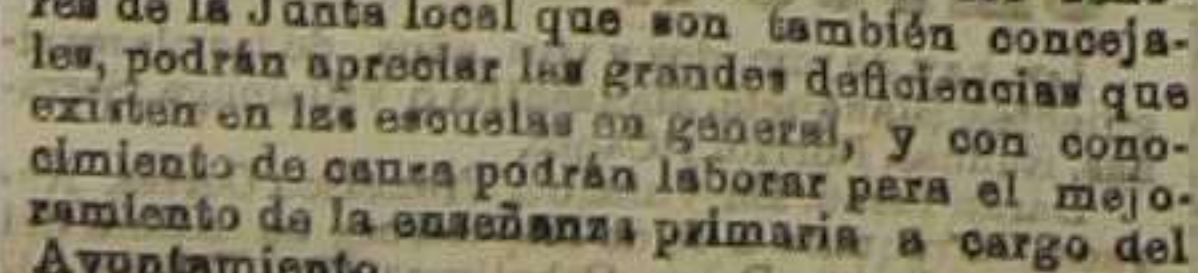 res de la Junta local que son también conceja-
les, podrán apreciar las grandes deficiencias que
existen en las escuelas en general, y con cono-
cimiento de causa podrán laborar para el mejo-
ramiento de la enseñanza primaria a cargo del
Ayuntamiento